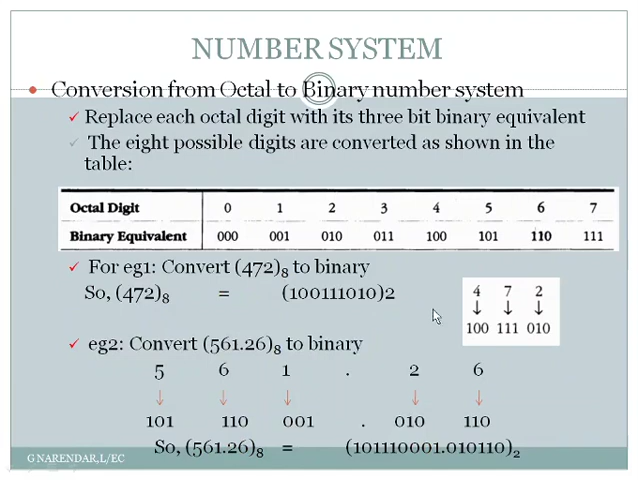 NUMBER SYSTEM
Conversion from Octal to Binary number system
Replace each octal digit with its three bit binary equivalent
The eight possible digits are converted as shown in the
table:
Octal Digit 0 1 2 3 4 5 6 7
Binary Equivalent 000 001 010 011 100 101 110 111
For eg1: Convert (472)₈ to binary
So, (472)₈ = (100111010)2
4 7 2
↓ ↓ ↓
100 111 010
eg2: Convert (561.26)₈ to binary
5 6 1 . 2 6
↓ ↓ ↓ ↓ ↓
101 110 001 . 010 110
So, (561.26)₈ = (101110001.010110)₂
G NARENDAR,L/EC